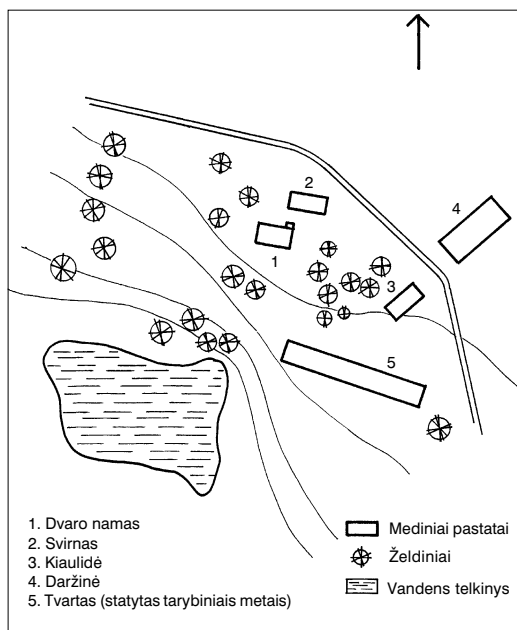 2
4
1
3
5
1. Dvaro namas
2. Svirnas
3. Kiaulidė
4. Daržinė
5. Tvartas (statytas tarybiniais metais)
Mediniai pastatai
Želdiniai
Vandens telkinys